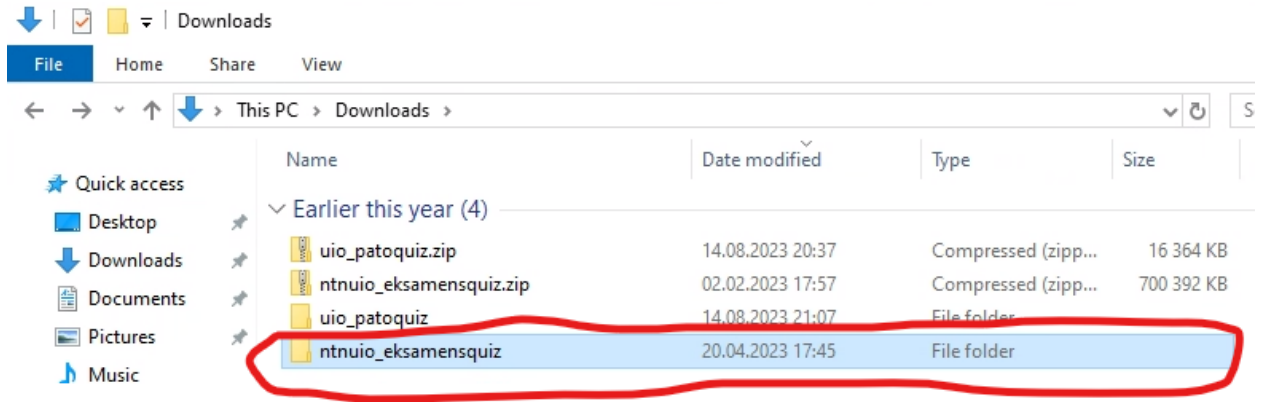 Downloads
File Home Share View
This PC > Downloads >
Name Date modified Type Size
Quick access
Earlier this year (4)
Desktop
uio_patoquiz.zip 14.08.2023 20:37 Compressed (zipp... 16 364 KB
Downloads
ntnuio_eksamensquiz.zip 02.02.2023 17:57 Compressed (zipp... 700 392 KB
Documents
uio_patoquiz 14.08.2023 21:07 File folder
Pictures
ntnuio_eksamensquiz 20.04.2023 17:45 File folder
Music